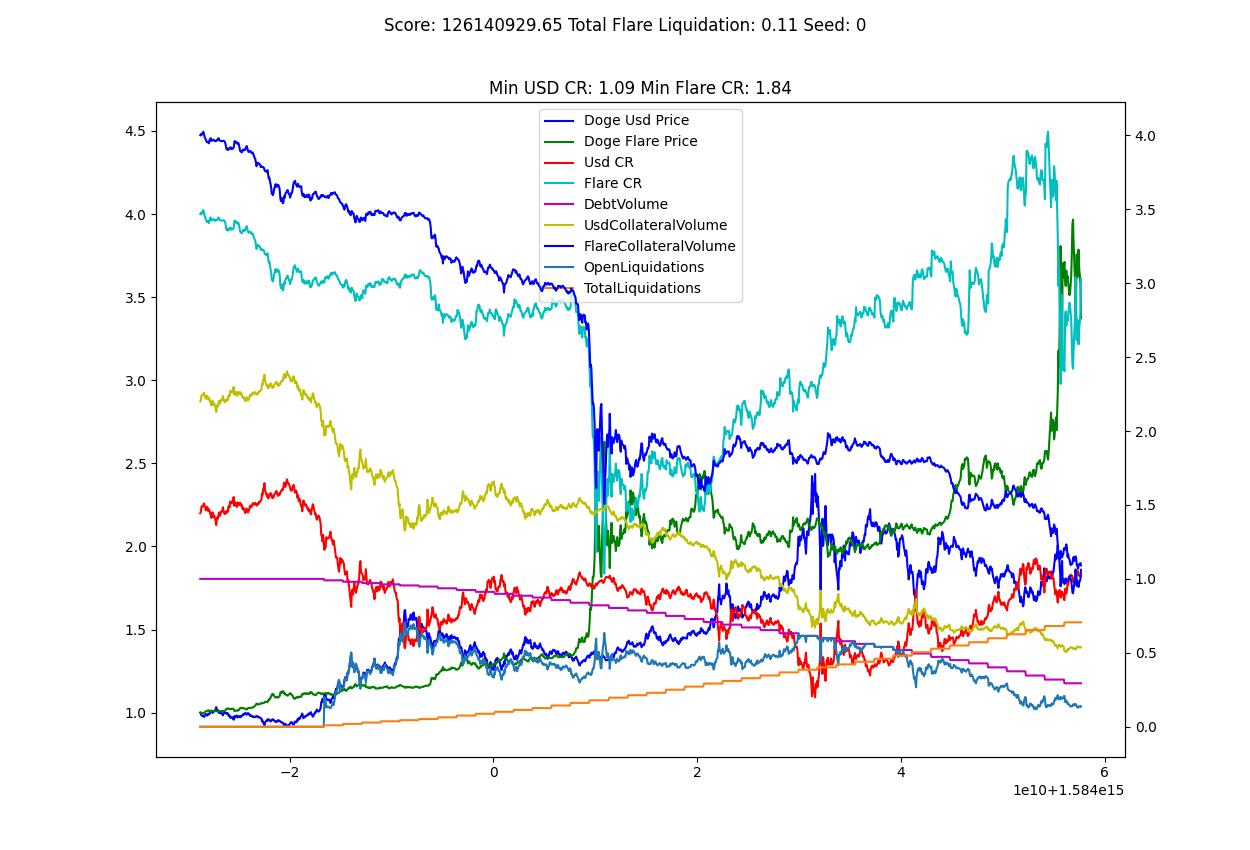 Score: 126140929.65 Total Flare Liquidation: 0.11 Seed: 0
Min USD CR: 1.09 Min Flare CR: 1.84
Doge Usd Price
Doge Flare Price
Usd CR
Flare CR
DebtVolume
UsdCollateralVolume
FlareCollateralVolume
OpenLiquidations
TotalLiquidations
4.5
4.0
3.5
3.0
2.5
2.0
1.5
1.0
4.0
3.5
3.0
2.5
2.0
1.5
1.0
0.5
0.0
−2
0
2
4
6
1e10+1.584e15